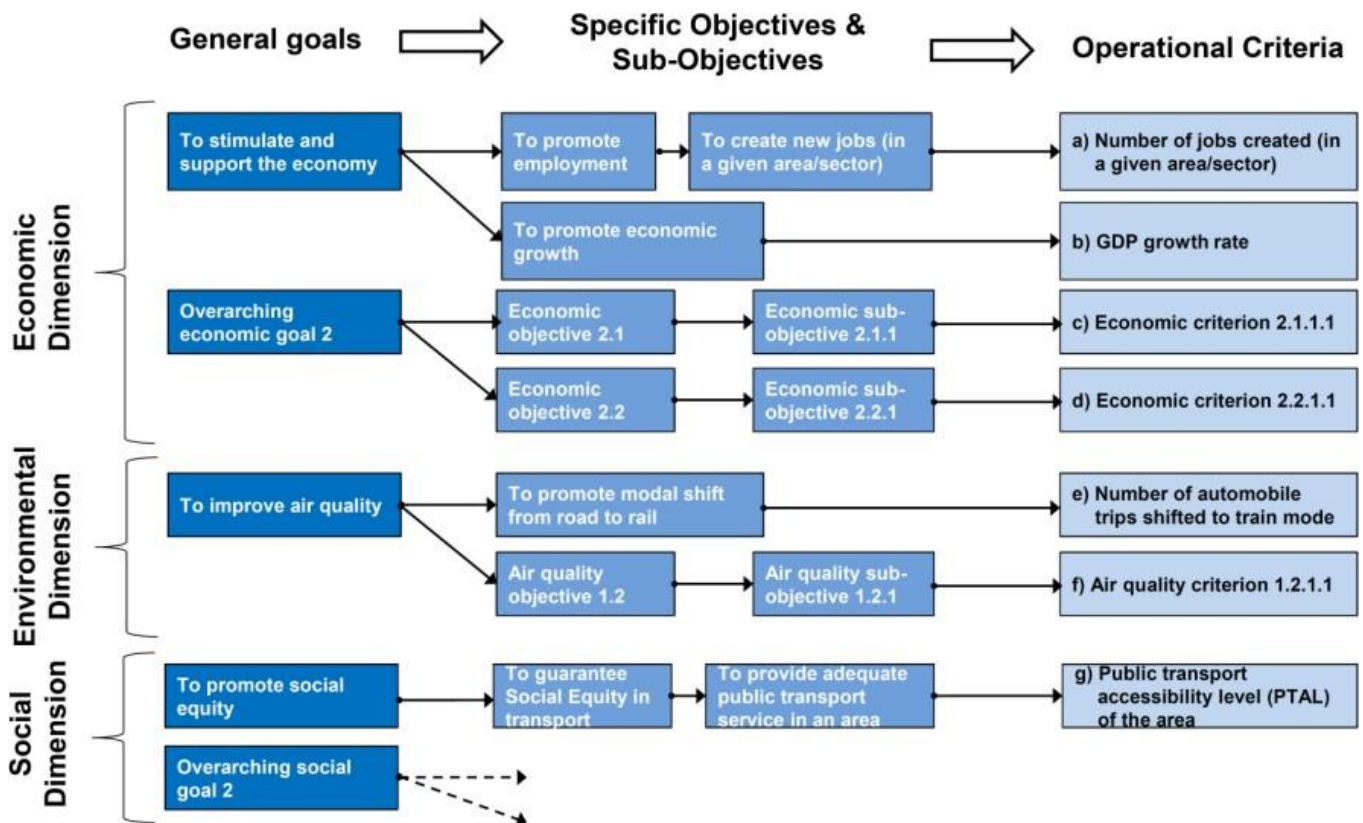 General goals
Specific Objectives &
Sub-Objectives
Operational Criteria
Economic
Dimension
To stimulate and
support the economy
To promote
employment
To create new jobs (in
a given area/sector)
a) Number of jobs created (in
a given area/sector)
To promote economic
growth
b) GDP growth rate
Overarching
economic goal 2
Economic
objective 2.1
Economic sub-
objective 2.1.1
c) Economic criterion 2.1.1.1
Economic
objective 2.2
Economic sub-
objective 2.2.1
d) Economic criterion 2.2.1.1
Environmental
Dimension
To improve air quality
To promote modal shift
from road to rail
e) Number of automobile
trips shifted to train mode
Air quality
objective 1.2
Air quality sub-
objective 1.2.1
f) Air quality criterion 1.2.1.1
Social
Dimension
To promote social
equity
To guarantee
Social Equity in
transport
To provide adequate
public transport
service in an area
g) Public transport
accessibility level (PTAL)
of the area
Overarching social
goal 2